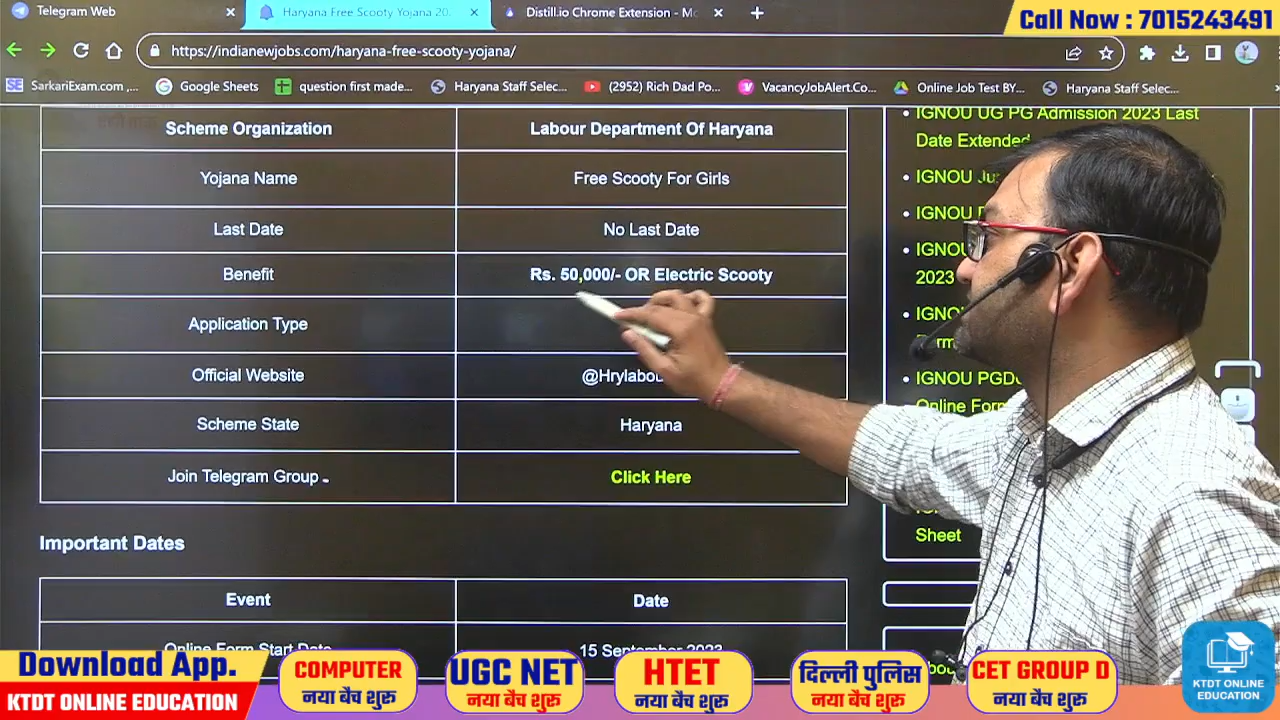 Telegram Web
Haryana Free Scooty Yojana 20
Distill.io Chrome Extension - Mo
Call Now : 7015243491
https://indianewjobs.com/haryana-free-scooty-yojana/
SarkariExam.com ,...
Google Sheets
question first made...
Haryana Staff Selec...
(2952) Rich Dad Po...
VacancyJobAlert.Co...
Online Job Test BY...
Haryana Staff Selec...
Scheme Organization
Labour Department Of Haryana
Yojana Name
Free Scooty For Girls
Last Date
No Last Date
Benefit
Rs. 50,000/- OR Electric Scooty
Application Type
Official Website
@Hrylabou
Scheme State
Haryana
Join Telegram Group
Click Here
Important Dates
Event
Date
Online Form Start Date
15 September 2023
IGNOU UG PG Admission 2023 Last
Date Extended
IGNOU
IGNOU
IGNOU
2023
IGNOU
IGNOU PGD
Online Form
Sheet
Download App.
KTDT ONLINE EDUCATION
COMPUTER
नया बैच शुरू
UGC NET
नया बैच शुरू
HTET
नया बैच शुरू
दिल्ली पुलिस
नया बैच शुरू
CET GROUP D
नया बैच शुरू
KTDT ONLINE
EDUCATION